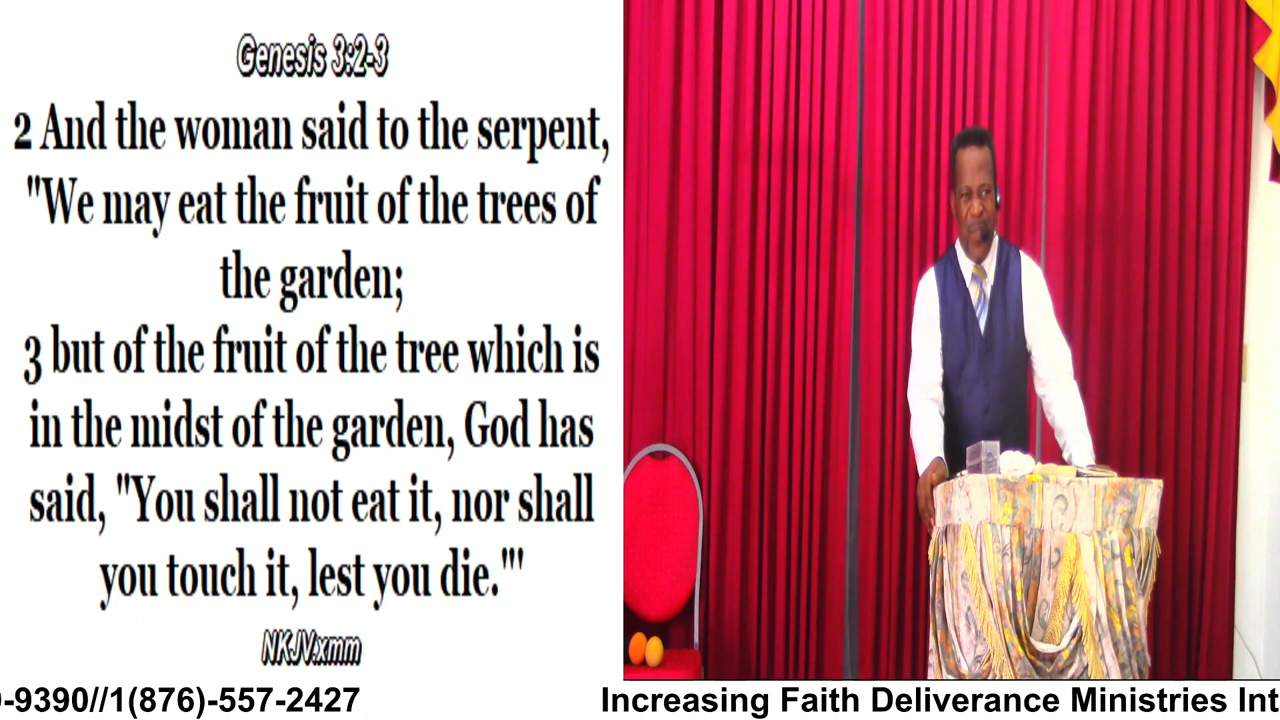 Genesis 3:2-3
2 And the woman said to the serpent,
"We may eat the fruit of the trees of
the garden;
3 but of the fruit of the tree which is
in the midst of the garden, God has
said, "You shall not eat it, nor shall
you touch it, lest you die."'
NKJV.xmm
-9390//1(876)-557-2427
Increasing Faith Deliverance Ministries Int